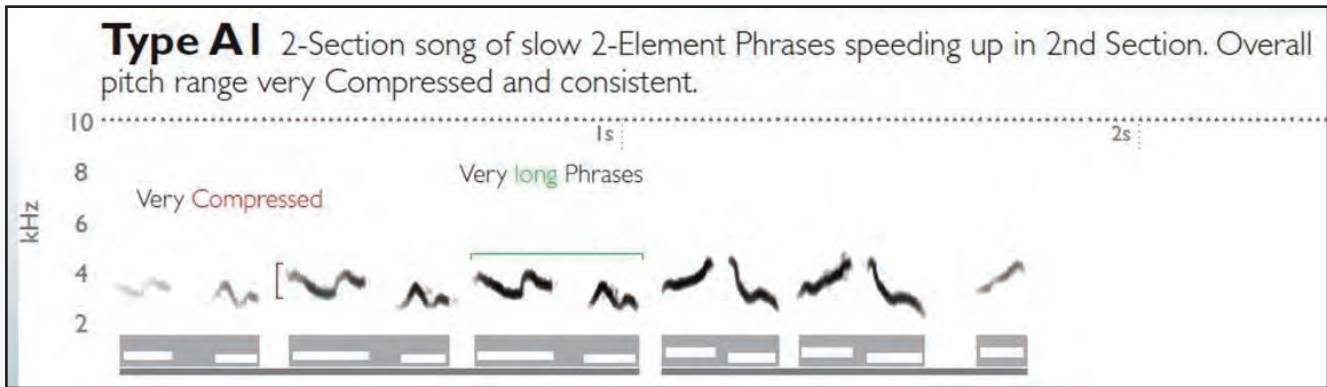 Type A1 2-Section song of slow 2-Element Phrases speeding up in 2nd Section. Overall
pitch range very Compressed and consistent.
10
1s
2s
8
Very long Phrases
Very Compressed
6
kHz
4
2